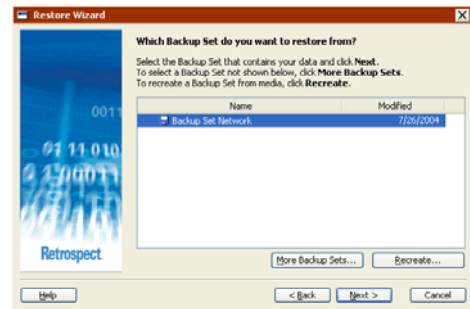 Restore Wizard
Which Backup Set do you want to restore from?
Select the Backup Set that contains your data and click Next.
To select a Backup Set not shown below, click More Backup Sets.
To recreate a Backup Set from media, click Recreate.
Name Modified
Backup Set Network 7/26/2004
0011
01 11 010
Retrospect
More Backup Sets... Recreate...
Help < Back Next > Cancel